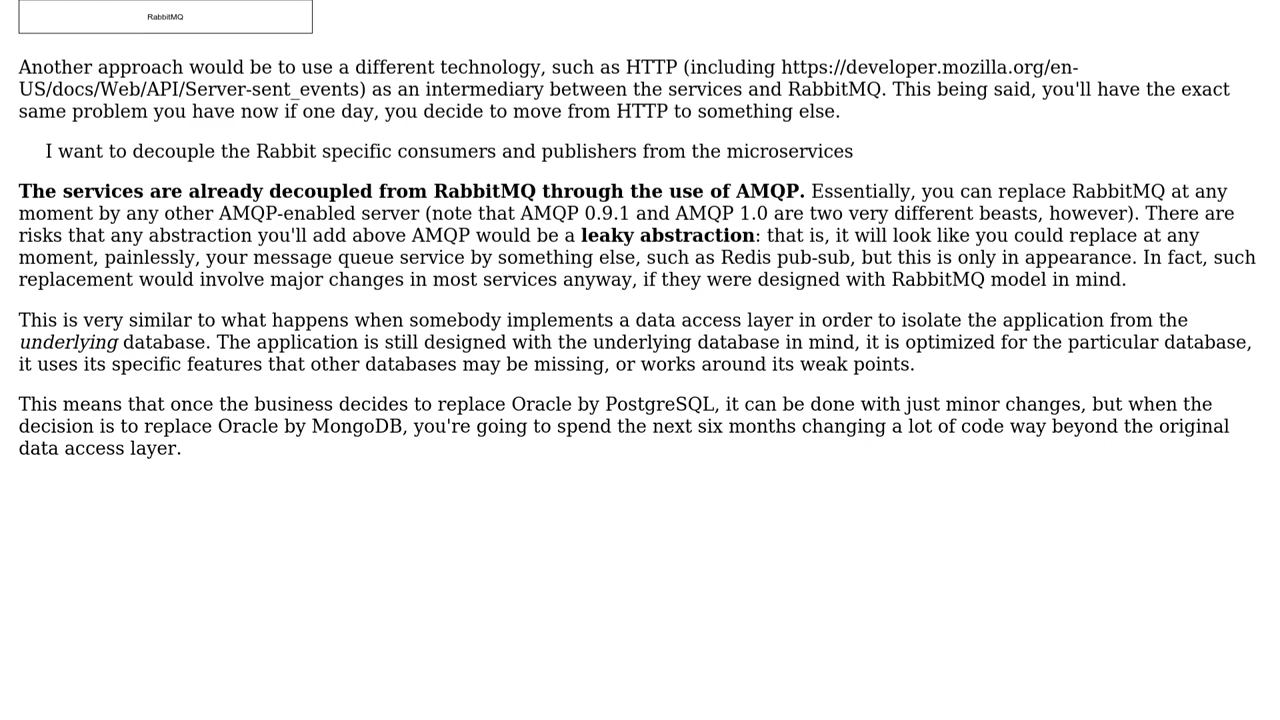 RabbitMQ
Another approach would be to use a different technology, such as HTTP (including https://developer.mozilla.org/en-
US/docs/Web/API/Server-sent_events) as an intermediary between the services and RabbitMQ. This being said, you'll have the exact
same problem you have now if one day, you decide to move from HTTP to something else.
I want to decouple the Rabbit specific consumers and publishers from the microservices
The services are already decoupled from RabbitMQ through the use of AMQP. Essentially, you can replace RabbitMQ at any
moment by any other AMQP-enabled server (note that AMQP 0.9.1 and AMQP 1.0 are two very different beasts, however). There are
risks that any abstraction you'll add above AMQP would be a leaky abstraction: that is, it will look like you could replace at any
moment, painlessly, your message queue service by something else, such as Redis pub-sub, but this is only in appearance. In fact, such
replacement would involve major changes in most services anyway, if they were designed with RabbitMQ model in mind.
This is very similar to what happens when somebody implements a data access layer in order to isolate the application from the
underlying database. The application is still designed with the underlying database in mind, it is optimized for the particular database,
it uses its specific features that other databases may be missing, or works around its weak points.
This means that once the business decides to replace Oracle by PostgreSQL, it can be done with just minor changes, but when the
decision is to replace Oracle by MongoDB, you're going to spend the next six months changing a lot of code way beyond the original
data access layer.